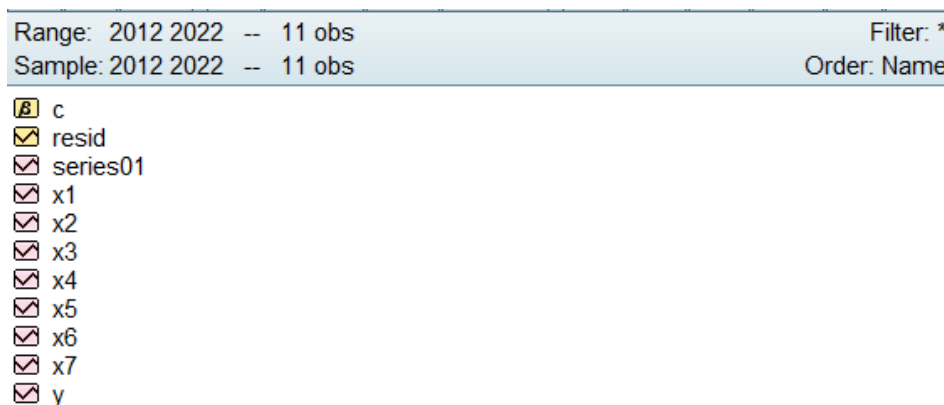 Range: 2012 2022 -- 11 obs Filter: *
Sample: 2012 2022 -- 11 obs Order: Name
β c
resid
series01
x1
x2
x3
x4
x5
x6
x7
y